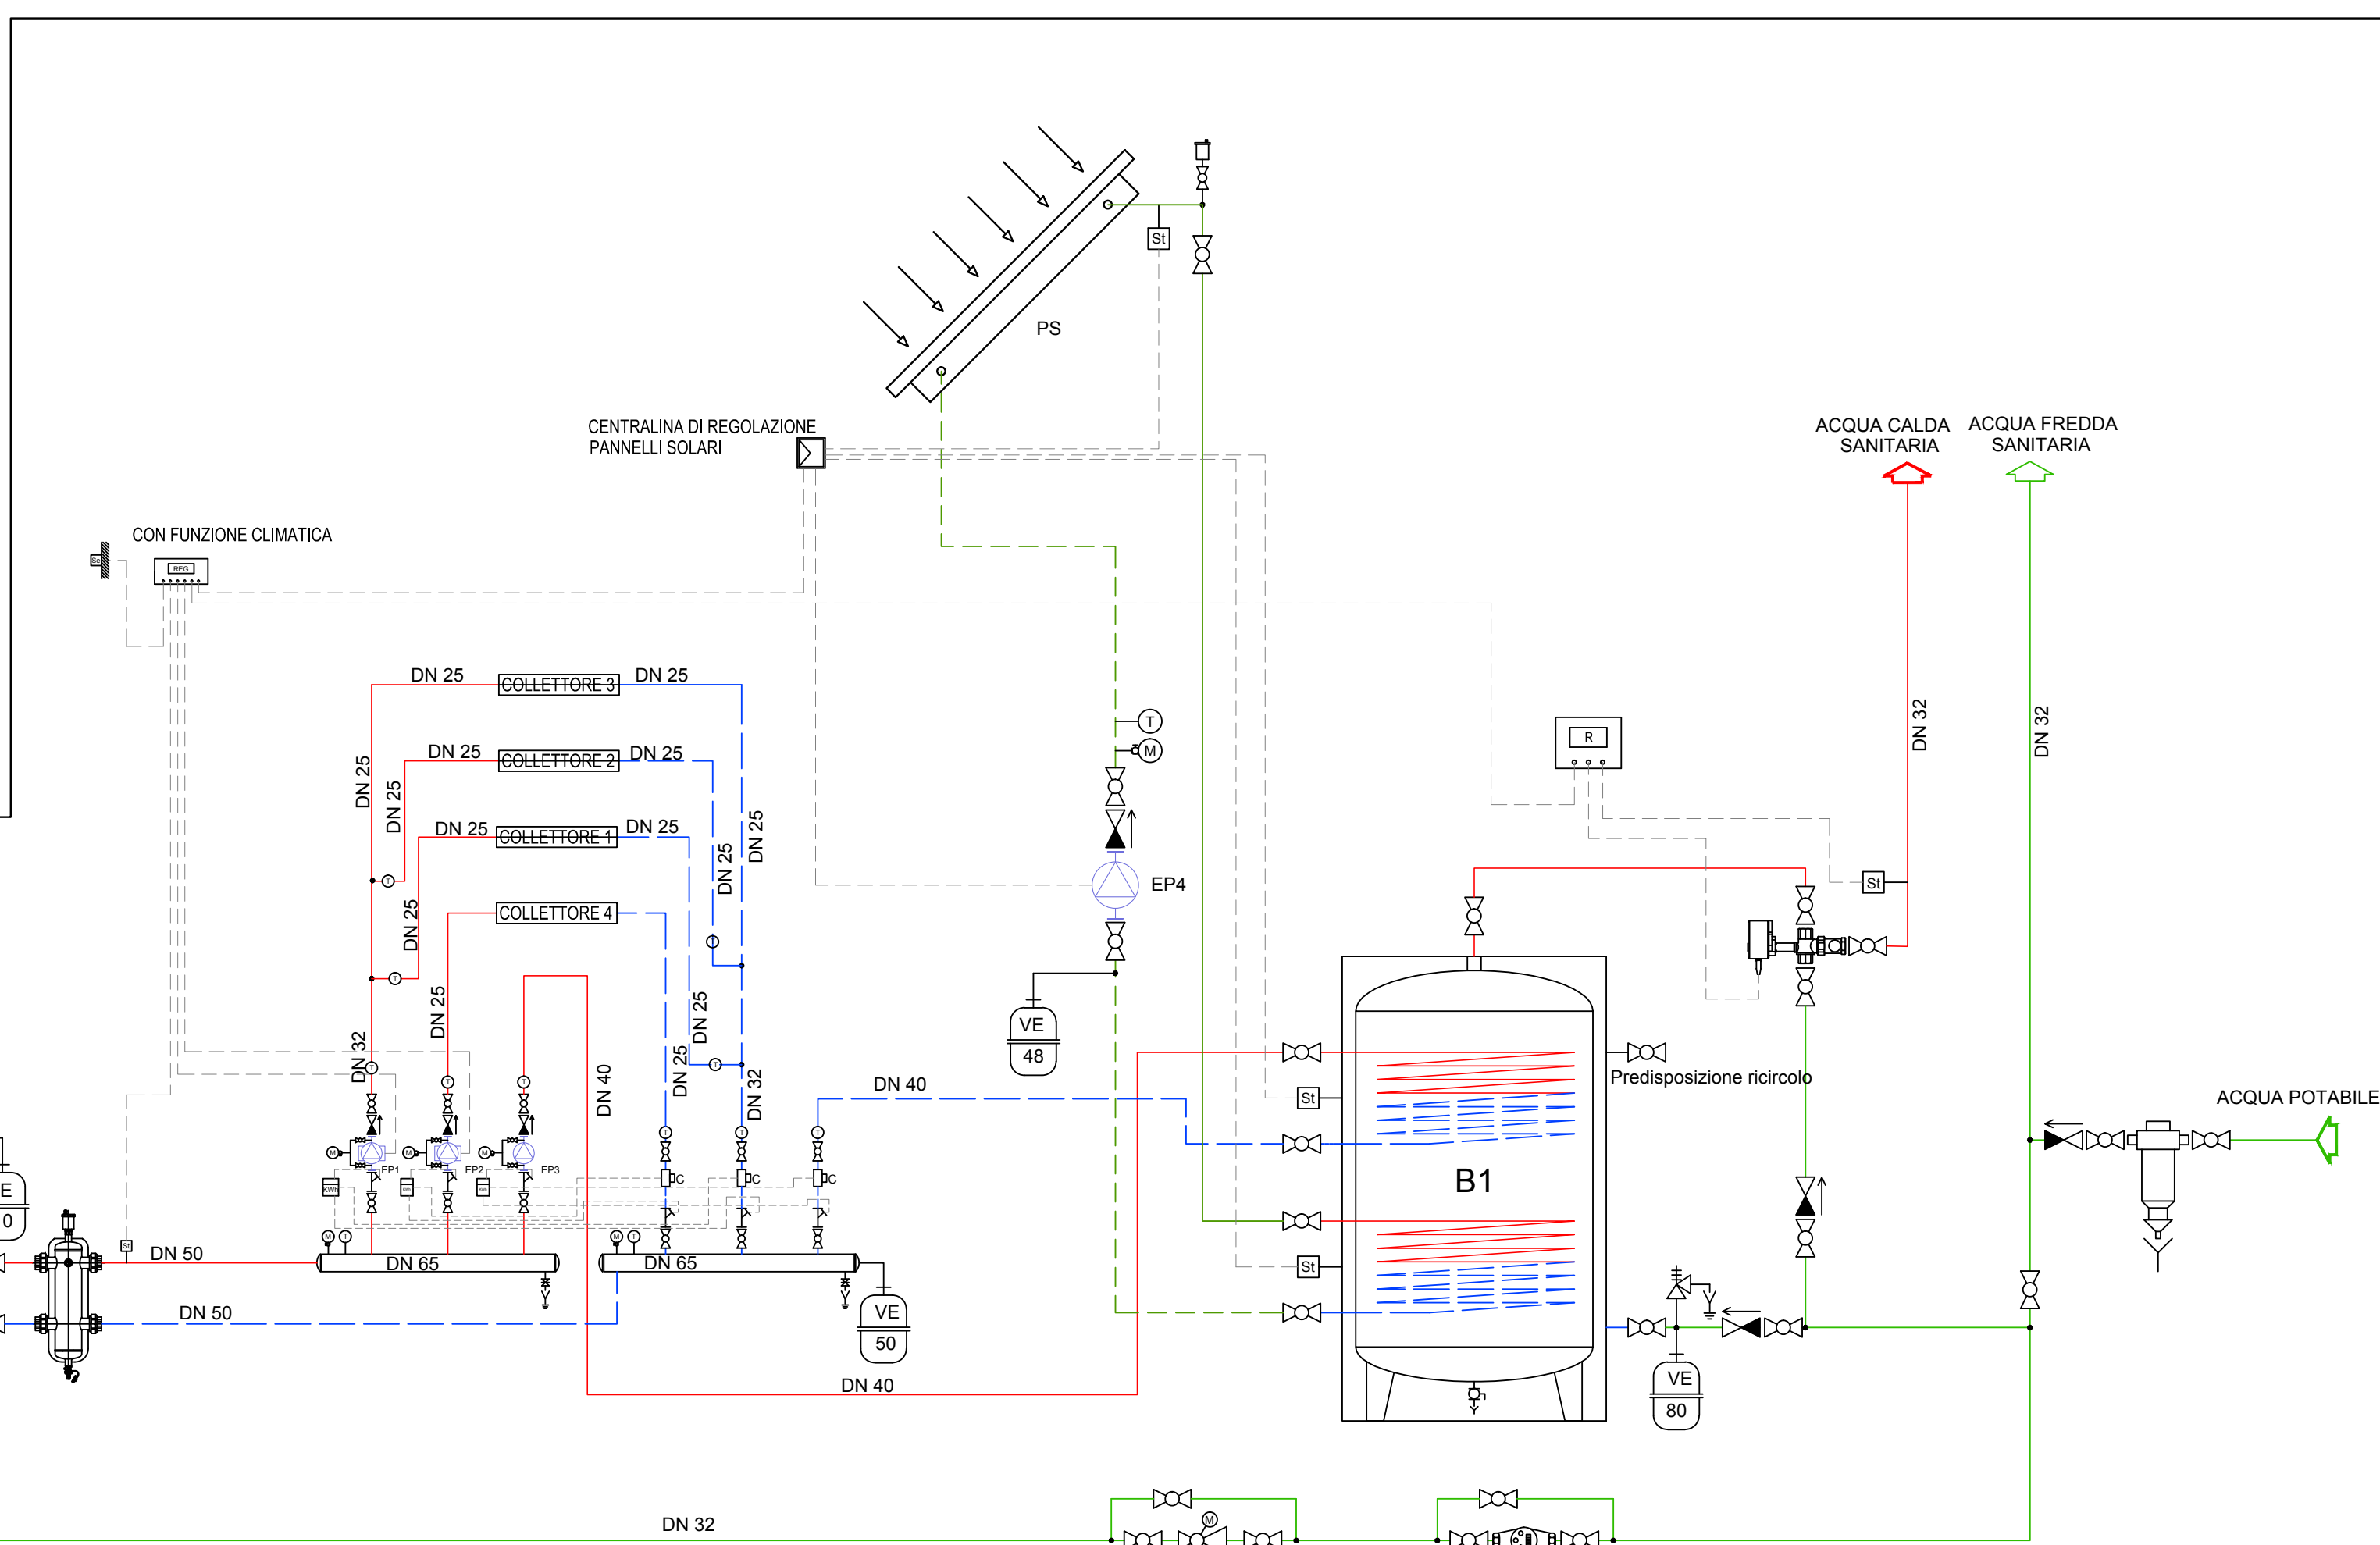 St
PS
CENTRALINA DI REGOLAZIONE
PANNELLI SOLARI
ACQUA CALDA
SANITARIA
ACQUA FREDDA
SANITARIA
CON FUNZIONE CLIMATICA
Se
REG
DN 25
COLLETTORE 3
DN 25
DN 25
COLLETTORE 2
DN 25
DN 25
COLLETTORE 1
DN 25
COLLETTORE 4
DN 25
DN 25
DN 25
DN 25
DN 25
DN 25
DN 25
DN 25
DN 32
DN 32
DN 40
T
T
T
T
T
T
T
T
T
T
T
M
EP4
R
DN 32
DN 32
St
VE
48
DN 40
St
Predisposizione ricircolo
ACQUA POTABILE
M
EP1
M
EP2
M
EP3
KWh
C
C
C
B1
E
0
St
DN 50
M
T
DN 65
M
T
DN 65
St
DN 50
VE
50
DN 40
VE
80
DN 32
M